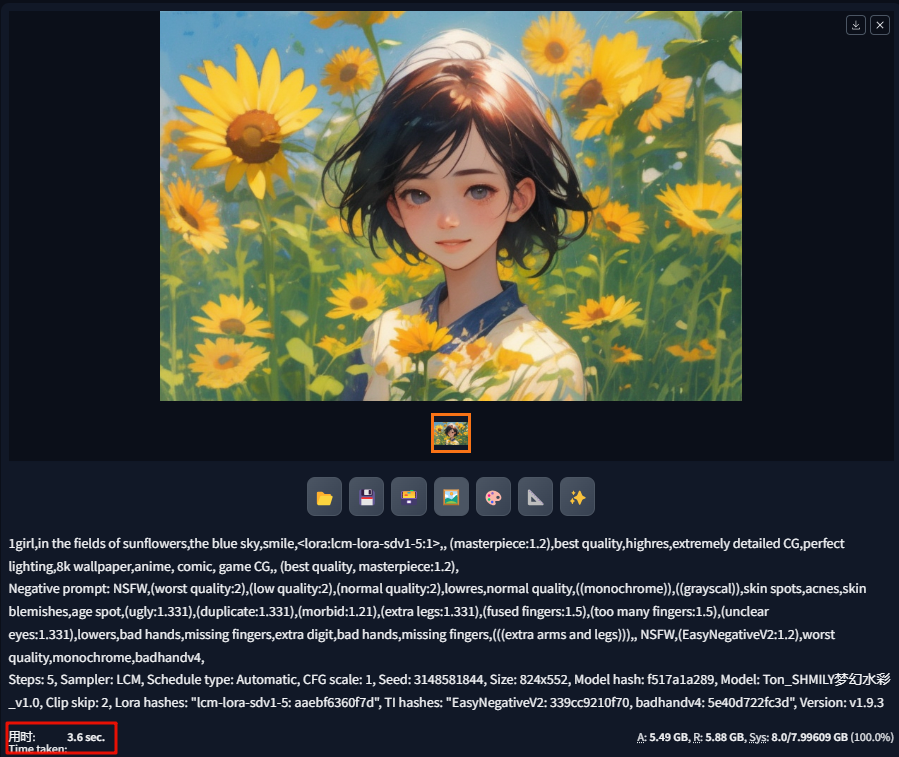 1girl,in the fields of sunflowers,the blue sky,smile,<lora:lcm-lora-sdv1-5:1>,, (masterpiece:1.2),best quality,highres,extremely detailed CG,perfect
lighting,8k wallpaper,anime, comic, game CG,, (best quality, masterpiece:1.2),
Negative prompt: NSFW,(worst quality:2),(low quality:2),(normal quality:2),lowres,normal quality,((monochrome)),((grayscal)),skin spots,acnes,skin
blemishes,age spot,(ugly:1.331),(duplicate:1.331),(morbid:1.21),(extra legs:1.331),(fused fingers:1.5),(too many fingers:1.5),(unclear
eyes:1.331),lowers,bad hands,missing fingers,extra digit,bad hands,missing fingers,(((extra arms and legs))),, NSFW,(EasyNegativeV2:1.2),worst
quality,monochrome,badhandv4,
Steps: 5, Sampler: LCM, Schedule type: Automatic, CFG scale: 1, Seed: 3148581844, Size: 824x552, Model hash: f517a1a289, Model: Ton_SHMILY梦幻水彩
_v1.0, Clip skip: 2, Lora hashes: "lcm-lora-sdv1-5: aaebf6360f7d", TI hashes: "EasyNegativeV2: 339cc9210f70, badhandv4: 5e40d722fc3d", Version: v1.9.3
用时: 3.6 sec. A: 5.49 GB, R: 5.88 GB, Sys: 8.0/7.99609 GB (100.0%)
Time taken: